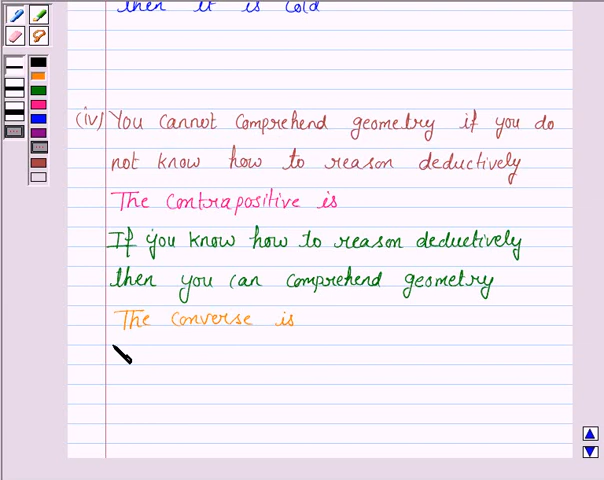 then it is cold
(iv) You cannot comprehend geometry if you do
not know how to reason deductively
The contrapositive is
If you know how to reason deductively
then you can comprehend geometry
The converse is